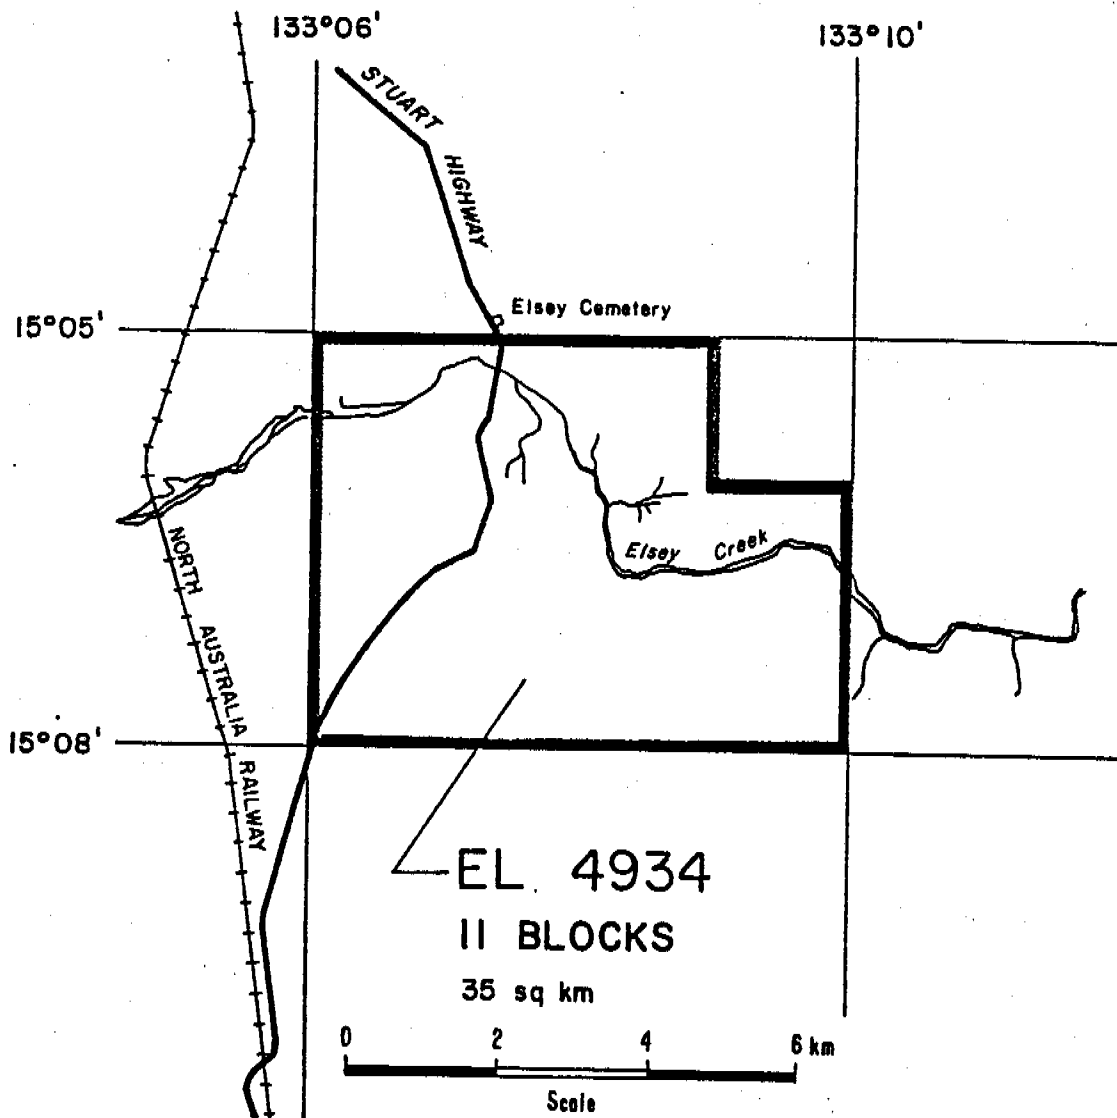 133°06'
133°10'
STUART HIGHWAY
Elsey Cemetery
15°05'
Elsey Creek
NORTH AUSTRALIA RAILWAY
15°08'
EL 4934
11 BLOCKS
35 sq km
0 2 4 6 km
Scale